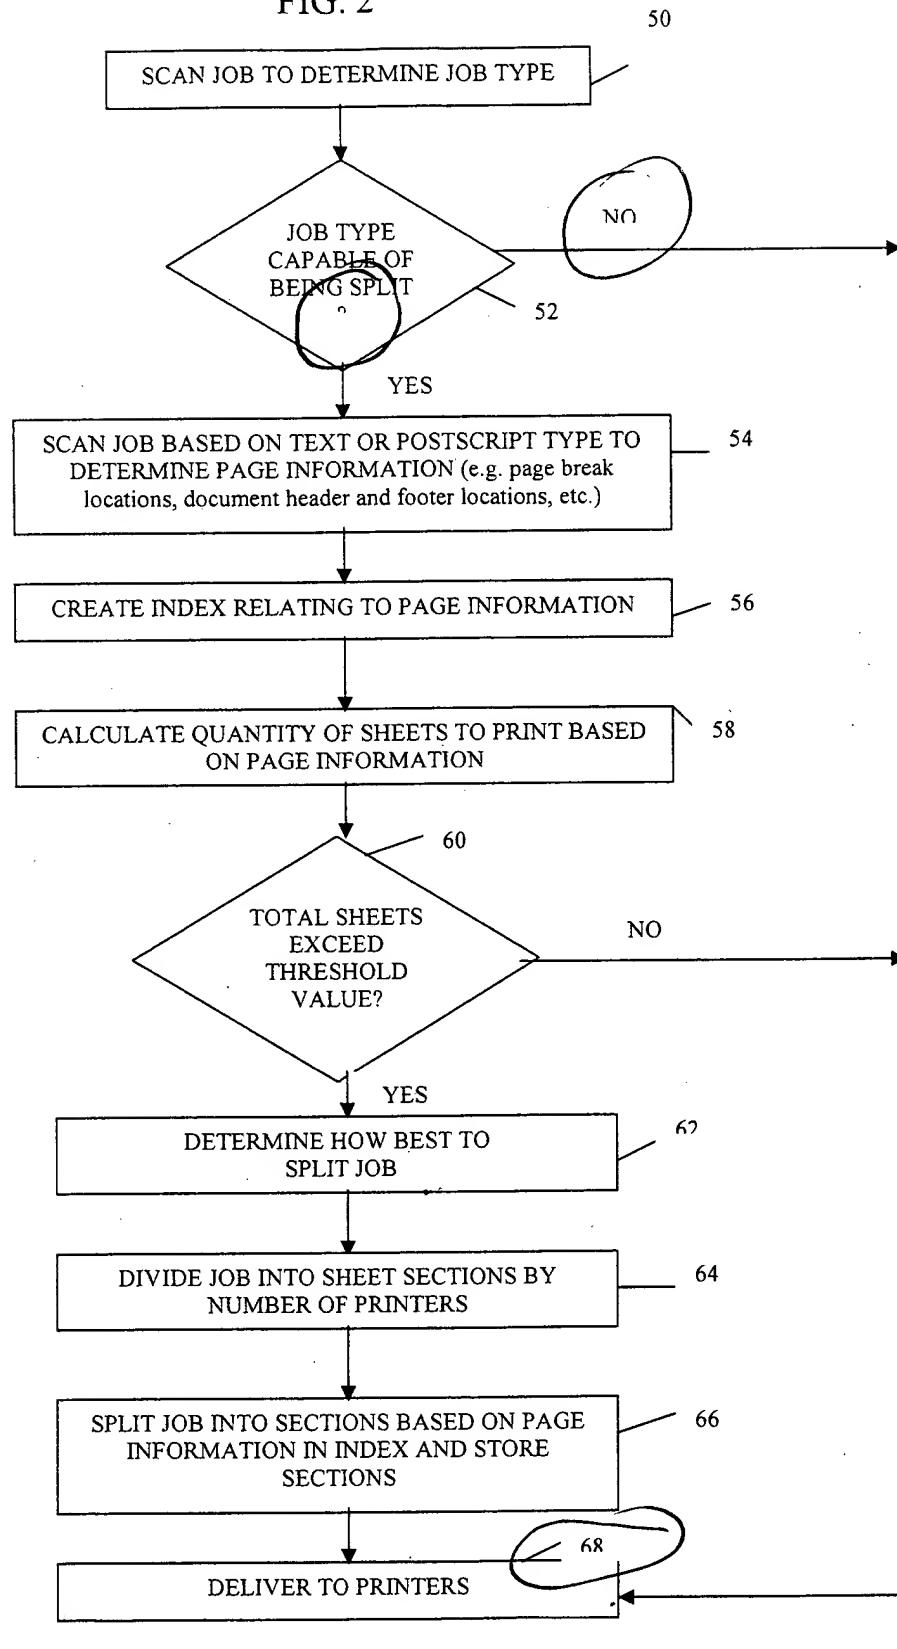 FIG. 2
50
SCAN JOB TO DETERMINE JOB TYPE
JOB TYPE
CAPABLE OF
BEING SPLIT
?
NO
52
YES
SCAN JOB BASED ON TEXT OR POSTSCRIPT TYPE TO
DETERMINE PAGE INFORMATION (e.g. page break
locations, document header and footer locations, etc.)
54
CREATE INDEX RELATING TO PAGE INFORMATION
56
CALCULATE QUANTITY OF SHEETS TO PRINT BASED
ON PAGE INFORMATION
58
60
TOTAL SHEETS
EXCEED
THRESHOLD
VALUE?
NO
YES
DETERMINE HOW BEST TO
SPLIT JOB
62
DIVIDE JOB INTO SHEET SECTIONS BY
NUMBER OF PRINTERS
64
SPLIT JOB INTO SECTIONS BASED ON PAGE
INFORMATION IN INDEX AND STORE
SECTIONS
66
68
DELIVER TO PRINTERS